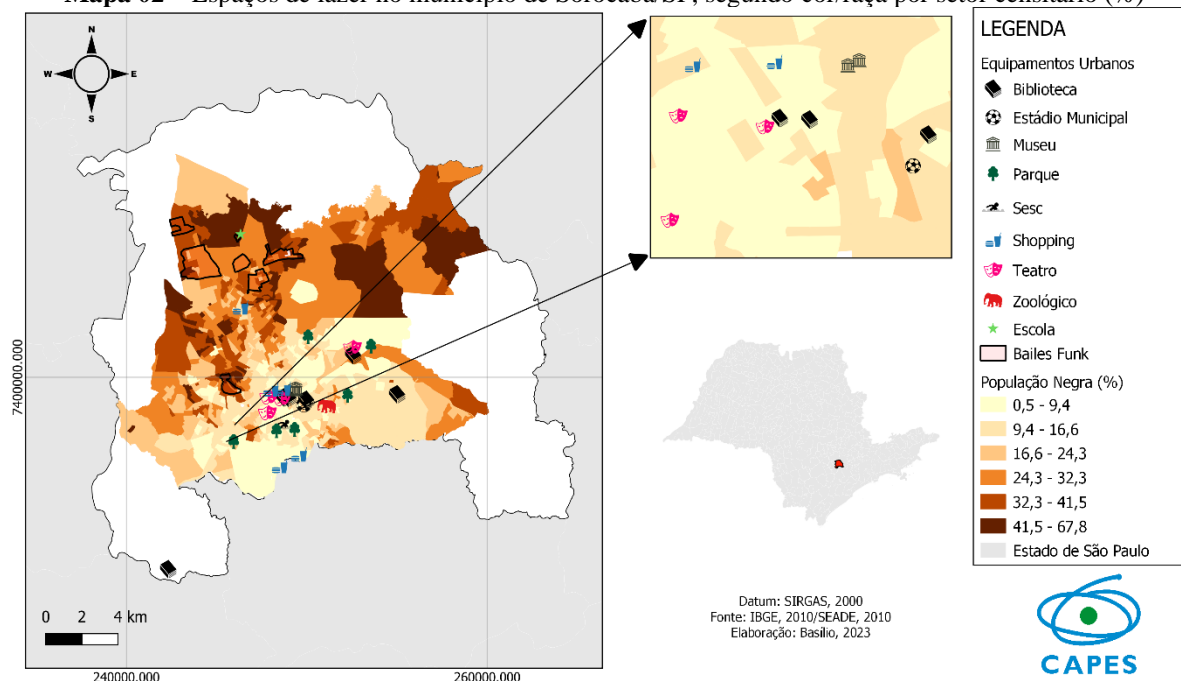 Mapa 02 – Espaços de lazer no município de Sorocaba/SP, segundo cor/raça por setor censitário (%)
N
W E
S
7400000.000
0 2 4 km
240000.000 260000.000
LEGENDA
Equipamentos Urbanos
Biblioteca
Estádio Municipal
Museu
Parque
Sesc
Shopping
Teatro
Zoológico
Escola
Bailes Funk
População Negra (%)
0,5 - 9,4
9,4 - 16,6
16,6 - 24,3
24,3 - 32,3
32,3 - 41,5
41,5 - 67,8
Estado de São Paulo
Datum: SIRGAS, 2000
Fonte: IBGE, 2010/SEADE, 2010
Elaboração: Basilio, 2023
CAPES